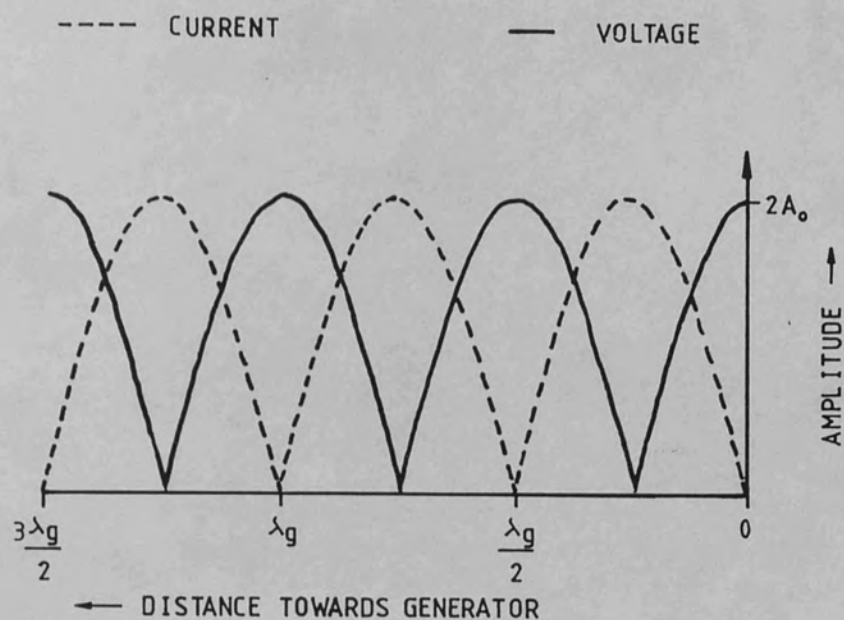 ---- CURRENT
— VOLTAGE
2A₀
AMPLITUDE →
3λg/2 λg λg/2 0
← DISTANCE TOWARDS GENERATOR